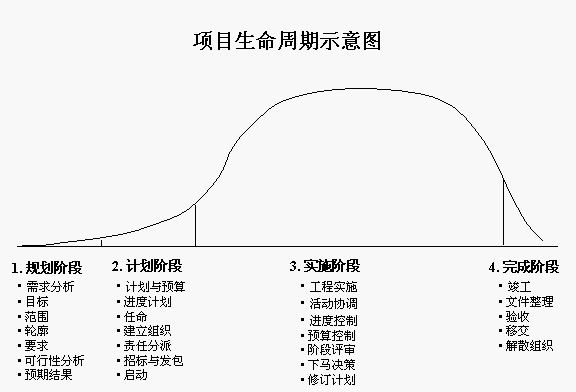 项目生命周期示意图
1. 规划阶段
· 需求分析
· 目标
· 范围
· 轮廓
· 要求
· 可行性分析
· 预期结果
2. 计划阶段
· 计划与预算
· 进度计划
· 任命
· 建立组织
· 责任分派
· 招标与发包
· 启动
3. 实施阶段
· 工程实施
· 活动协调
· 进度控制
· 预算控制
· 阶段评审
· 下马决策
· 修订计划
4. 完成阶段
· 竣工
· 文件整理
· 验收
· 移交
· 解散组织